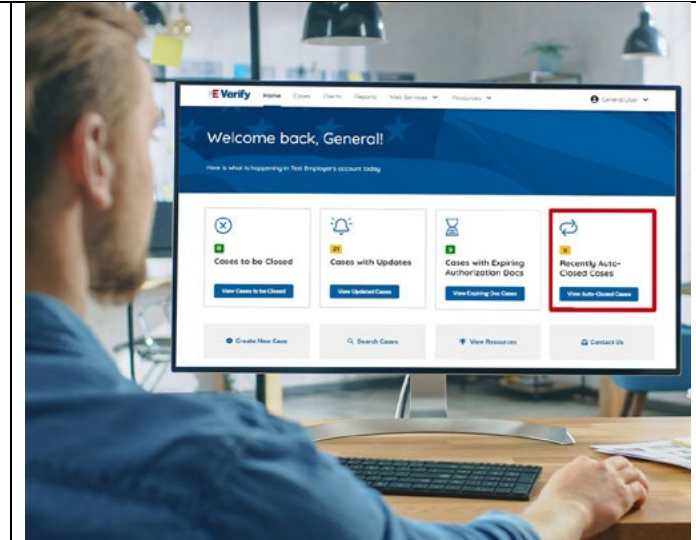 E-Verify Home Cases Clients Reports Web Services Resources General User
Welcome back, General!
Here is what is happening in Test Employer's account today
21
Cases to be Closed
Cases with Updates
Cases with Expiring
Authorization Docs
Recently Auto-
Closed Cases
View Cases to be Closed
View Updated Cases
View Expiring Doc Cases
View Auto-Closed Cases
Create New Case
Search Cases
View Resources
Contact Us